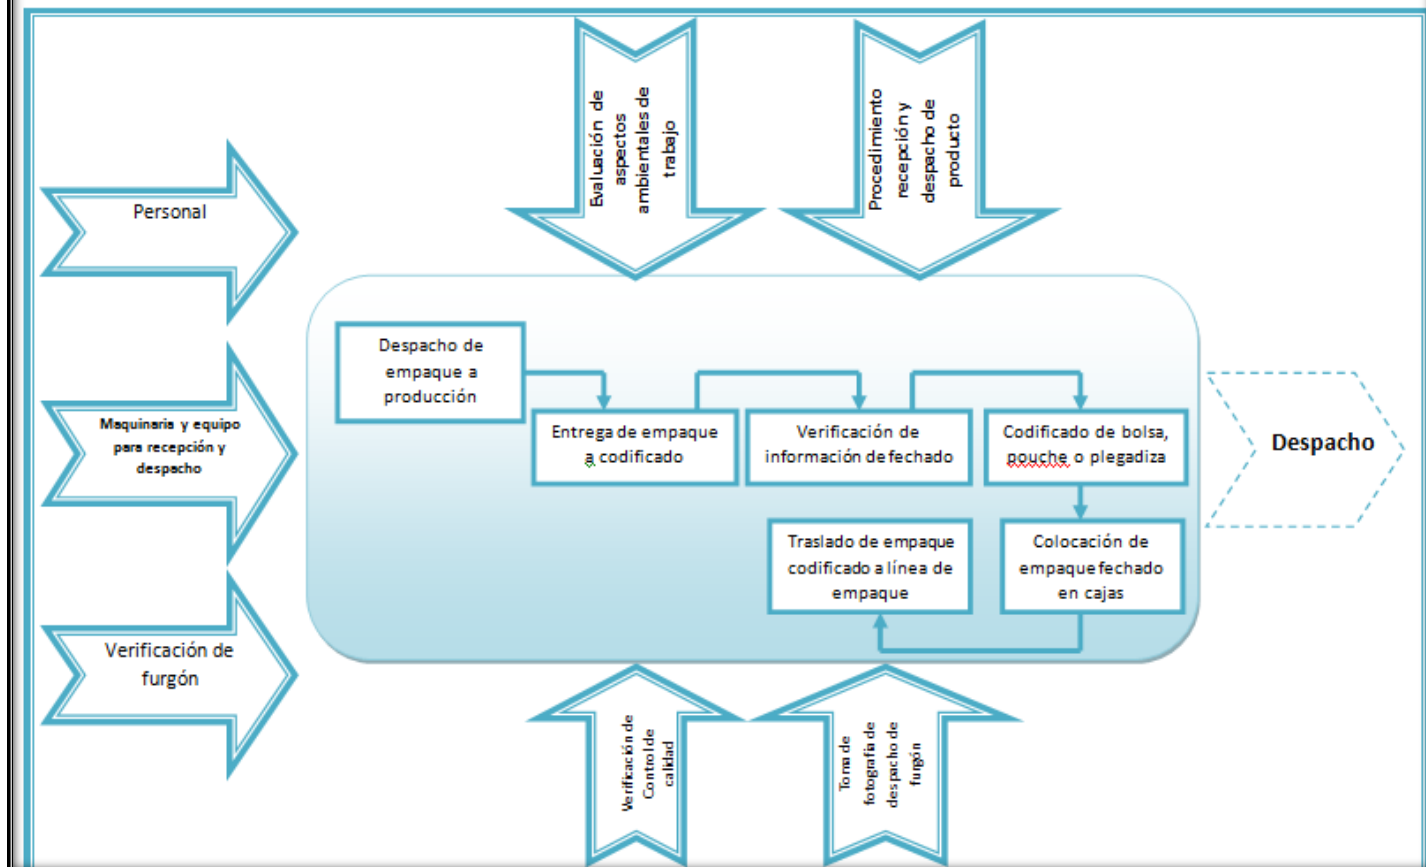 Evaluación de
aspectos
ambientales de
trabajo
Procedimiento
recepción y
despacho de
producto
Personal
Maquinaria y equipo
para recepción y
despacho
Verificación de
furgón
Despacho de
empaque a
producción
Entrega de empaque
a codificado
Verificación de
información de fechado
Codificado de bolsa,
pouche o plegadiza
Colocación de
empaque fechado
en cajas
Traslado de empaque
codificado a línea de
empaque
Despacho
Verificación de
Control de
calidad
Toma de
fotografía de
despacho de
furgón